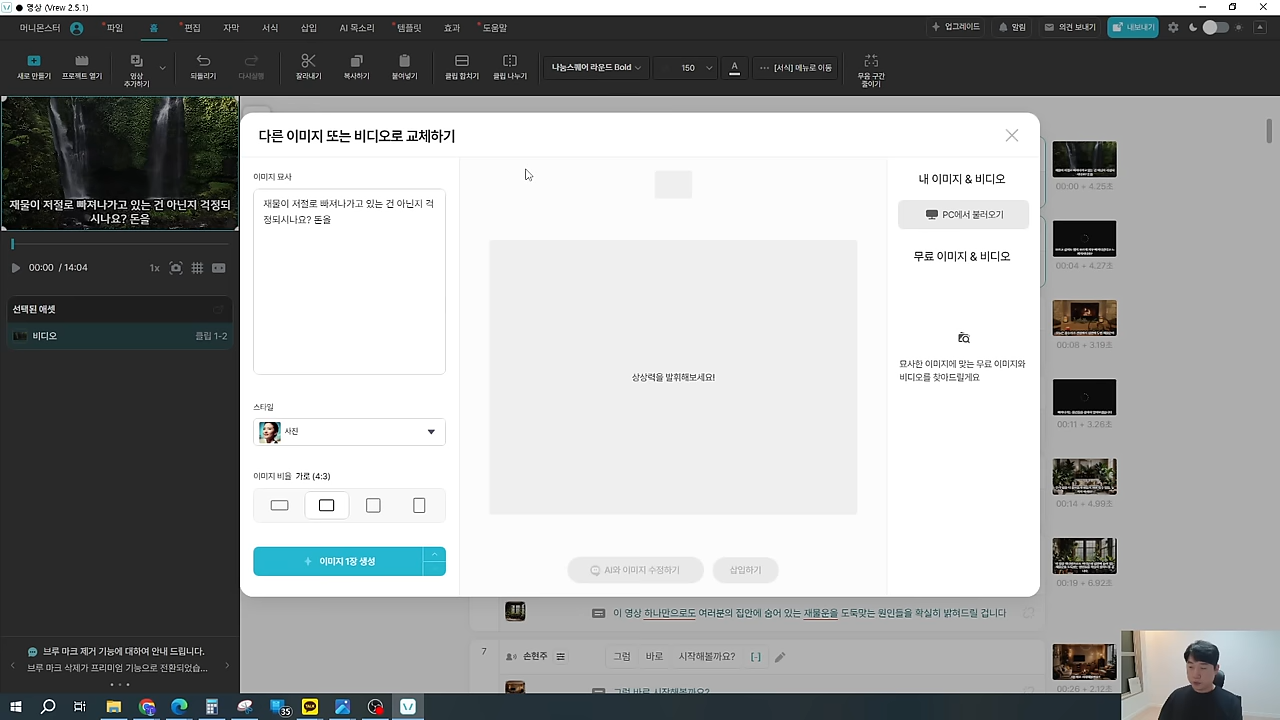 영상 (Vrew 2.5.1)
머니몬스터 파일 홈 편집 자막 서식 삽입 AI 목소리 템플릿 효과 도움말 업그레이드 알림 의견 보내기 내보내기
새로 만들기 프로젝트 열기 영상 추가하기 되돌리기 다시실행 잘라내기 복사하기 붙여넣기 클립 합치기 클립 나누기 나눔스퀘어 라운드 Bold 150 A ··· [서식] 메뉴로 이동 무음 구간 줄이기
재물이 저절로 빠져나가고 있는 건 아닌지 걱정되
시나요? 돈을
00:00 / 14:04 1x
선택된 애셋
비디오 클립 1-2
브루 마크 제거 기능에 대하여 안내 드립니다.
브루 마크 삭제가 프리미엄 기능으로 전환되었습...
다른 이미지 또는 비디오로 교체하기
이미지 묘사
재물이 저절로 빠져나가고 있는 건 아닌지 걱
정되시나요? 돈을
스타일
사진
이미지 비율 가로 (4:3)
+ 이미지 1장 생성
상상력을 발휘해보세요!
AI와 이미지 수정하기 삽입하기
내 이미지 & 비디오
PC에서 불러오기
무료 이미지 & 비디오
묘사한 이미지에 맞는 무료 이미지와
비디오를 찾아드릴게요
00:00 + 4.25초
00:04 + 4.27초
00:08 + 3.19초
00:11 + 3.26초
00:14 + 4.99초
00:19 + 6.92초
00:26 + 2.12초
이 영상 하나만으로도 여러분의 집안에 숨어 있는 재물운을 도둑맞는 원인들을 확실히 밝혀드릴 겁니다
7 손현주 그럼 바로 시작해볼까요? [·]
그럼 바로 시작해볼까요?
35
TALK